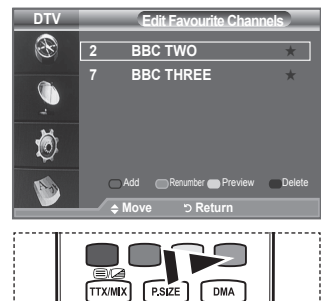 DTV
Edit Favourite Channels
2 BBC TWO ★
7 BBC THREE ★
Add Renumber Preview Delete
Move Return
TTX/MIX P.SIZE DMA